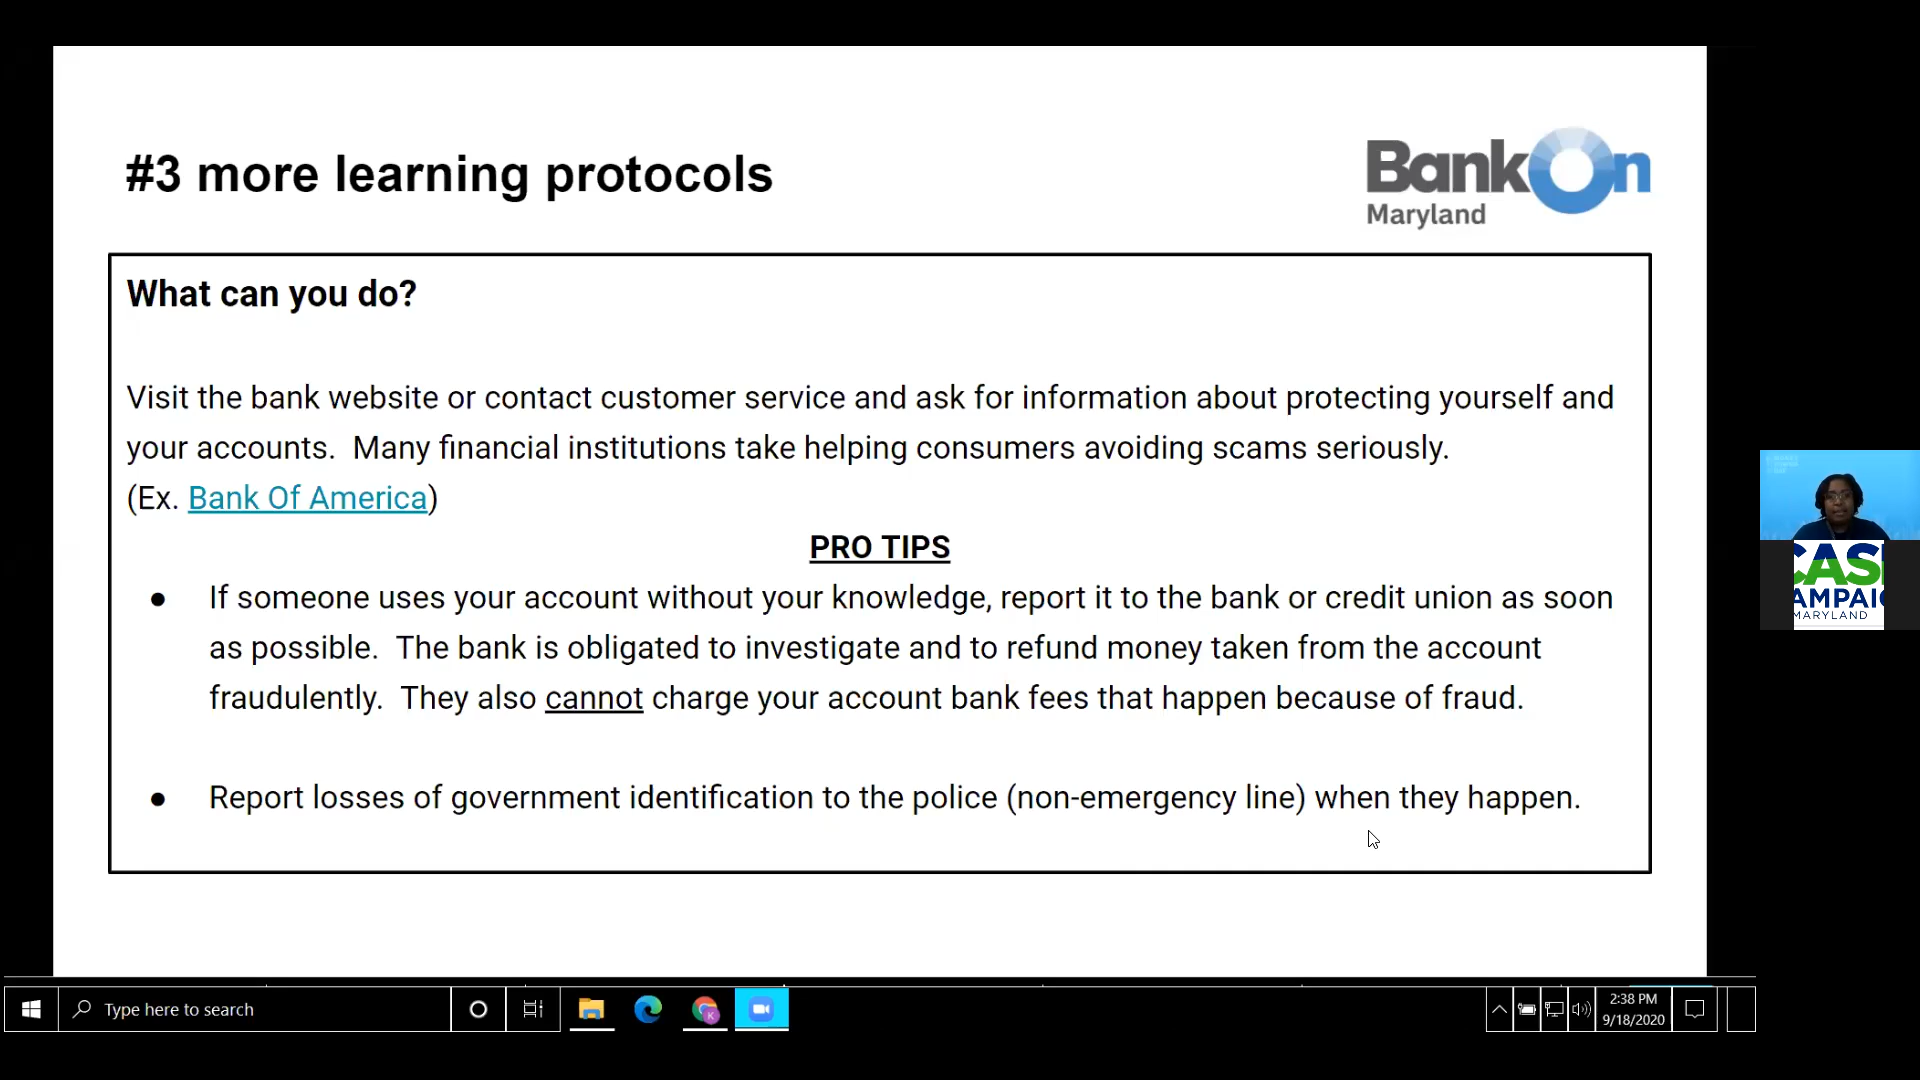 #3 more learning protocols
BankOn
Maryland
What can you do?
Visit the bank website or contact customer service and ask for information about protecting yourself and
your accounts.  Many financial institutions take helping consumers avoiding scams seriously.
(Ex. Bank Of America)
PRO TIPS
● If someone uses your account without your knowledge, report it to the bank or credit union as soon
as possible.  The bank is obligated to investigate and to refund money taken from the account
fraudulently.  They also cannot charge your account bank fees that happen because of fraud.
● Report losses of government identification to the police (non-emergency line) when they happen.
CAS
AMPAIG
MARYLAND
Type here to search
K
2:38 PM
9/18/2020